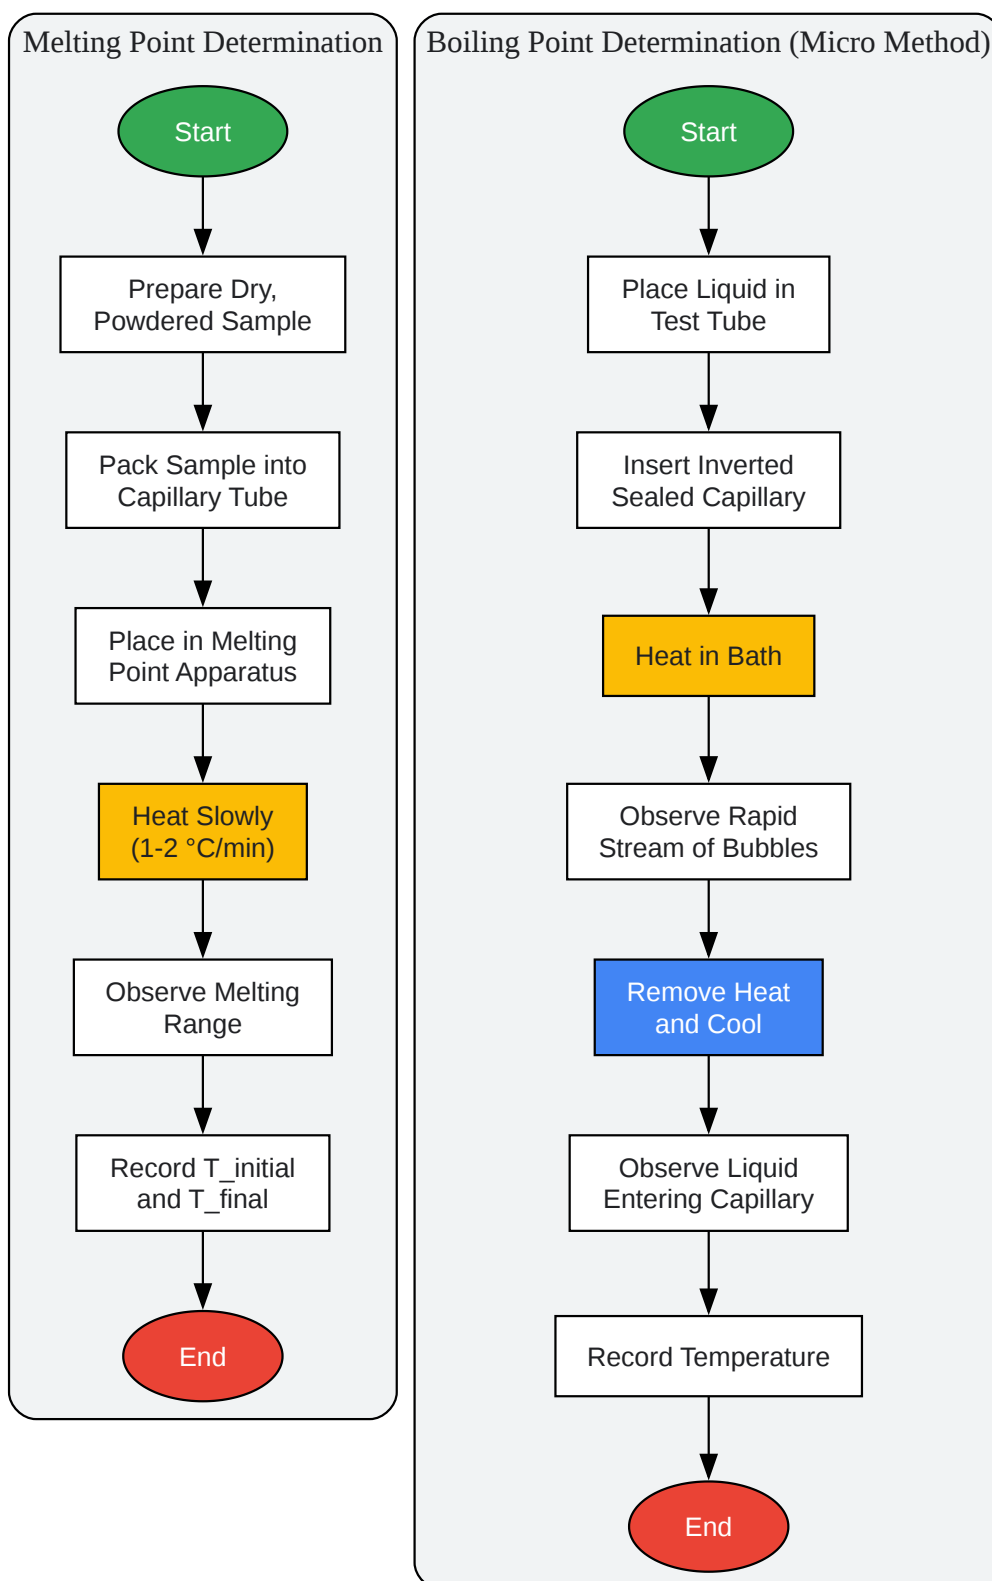 Melting Point Determination
Start
Prepare Dry,
Powdered Sample
Pack Sample into
Capillary Tube
Place in Melting
Point Apparatus
Heat Slowly
(1-2 °C/min)
Observe Melting
Range
Record T_initial
and T_final
End
Boiling Point Determination (Micro Method)
Start
Place Liquid in
Test Tube
Insert Inverted
Sealed Capillary
Heat in Bath
Observe Rapid
Stream of Bubbles
Remove Heat
and Cool
Observe Liquid
Entering Capillary
Record Temperature
End